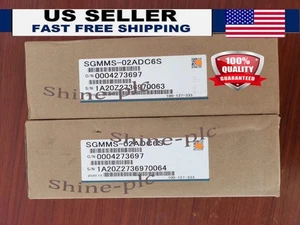 US SELLER
FAST FREE SHIPPING
SGMMS-02ADC6S
O/N 0004273697
S/N 1A20Z2736970063
100%
QUALITY
GUARANTEED
Shine-plc
SGMMS-02ADC6S
O/N 0004273697
S/N 1A20Z2736970064
Shine-plc